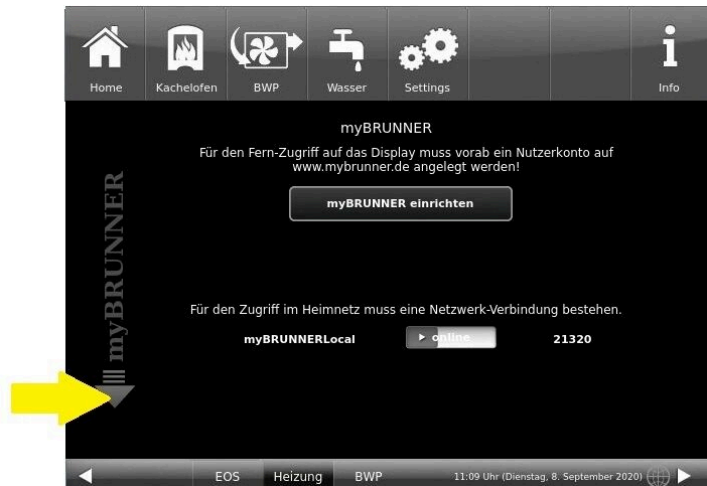 Home
Kachelofen
BWP
Wasser
Settings
i
Info
myBRUNNER
Für den Fern-Zugriff auf das Display muss vorab ein Nutzerkonto auf
www.mybrunner.de angelegt werden!
myBRUNNER einrichten
myBRUNNER
Für den Zugriff im Heimnetz muss eine Netzwerk-Verbindung bestehen.
myBRUNNERLocal online 21320
EOS Heizung BWP 11:09 Uhr (Dienstag, 8. September 2020)